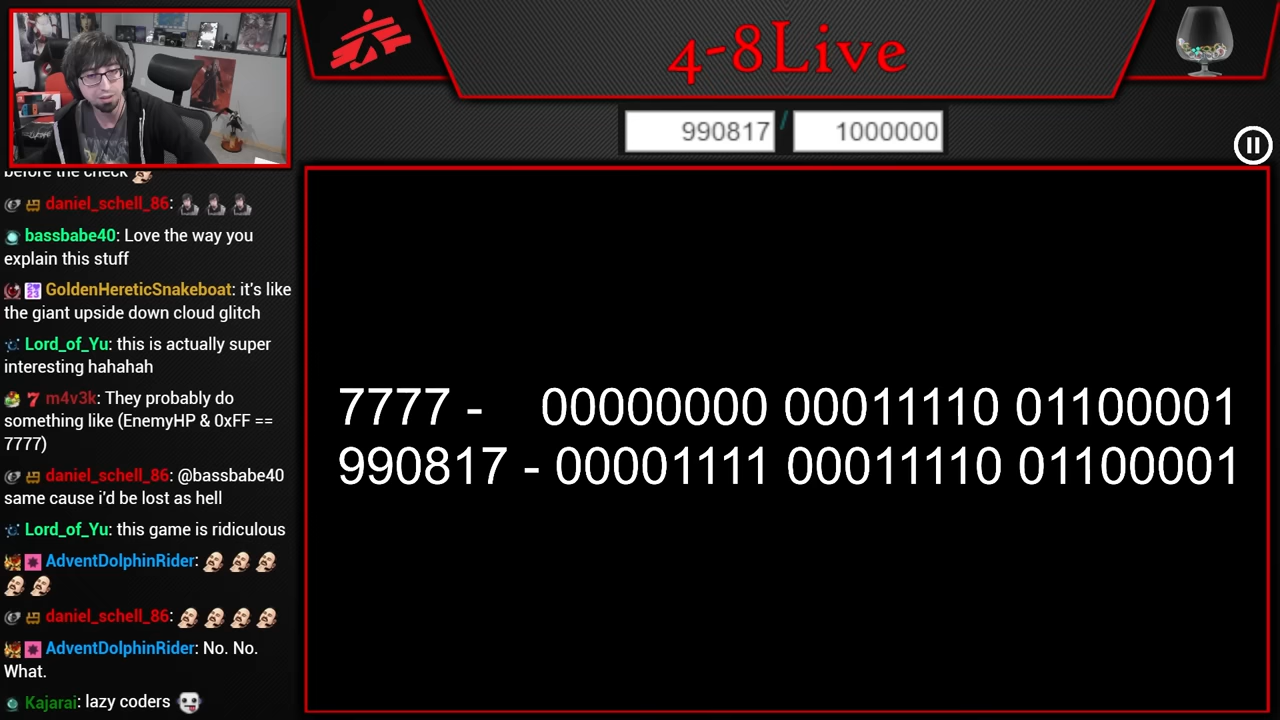 4-8Live
990817 / 1000000
before the check
daniel_schell_86:
bassbabe40: Love the way you
explain this stuff
GoldenHereticSnakeboat: it's like
the giant upside down cloud glitch
Lord_of_Yu: this is actually super
interesting hahahah
7 m4v3k: They probably do
something like (EnemyHP & 0xFF ==
7777)
daniel_schell_86: @bassbabe40
same cause i'd be lost as hell
Lord_of_Yu: this game is ridiculous
AdventDolphinRider:
daniel_schell_86:
AdventDolphinRider: No. No.
What.
Kajarai: lazy coders
7777 - 00000000 00011110 01100001
990817 - 00001111 00011110 01100001